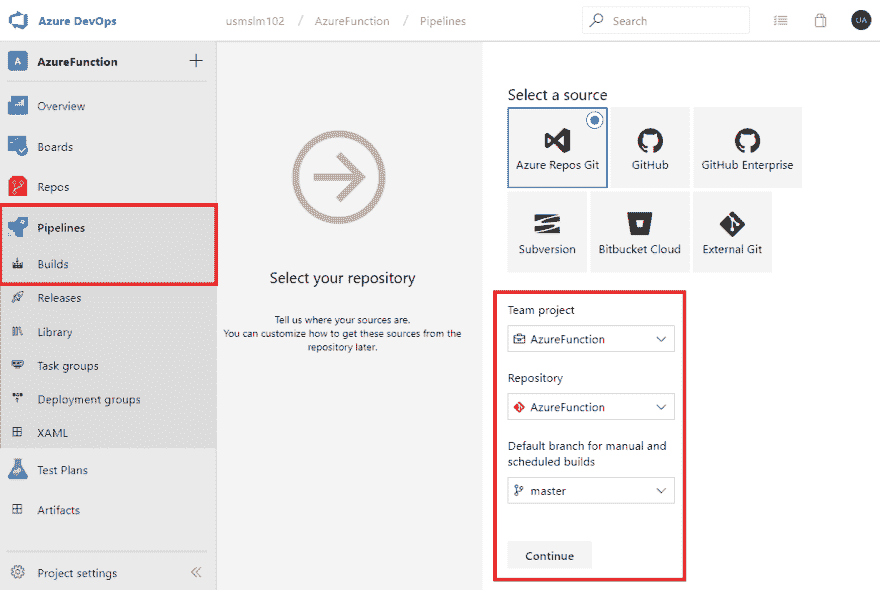 Azure DevOps
usmslm102 / AzureFunction / Pipelines
Search
UA
A AzureFunction
Overview
Boards
Repos
Pipelines
Builds
Releases
Library
Task groups
Deployment groups
XAML
Test Plans
Artifacts
Project settings
Select your repository
Tell us where your sources are.
You can customize how to get these sources from the
repository later.
Select a source
Azure Repos Git
GitHub
GitHub Enterprise
Subversion
Bitbucket Cloud
External Git
Team project
AzureFunction
Repository
AzureFunction
Default branch for manual and
scheduled builds
master
Continue